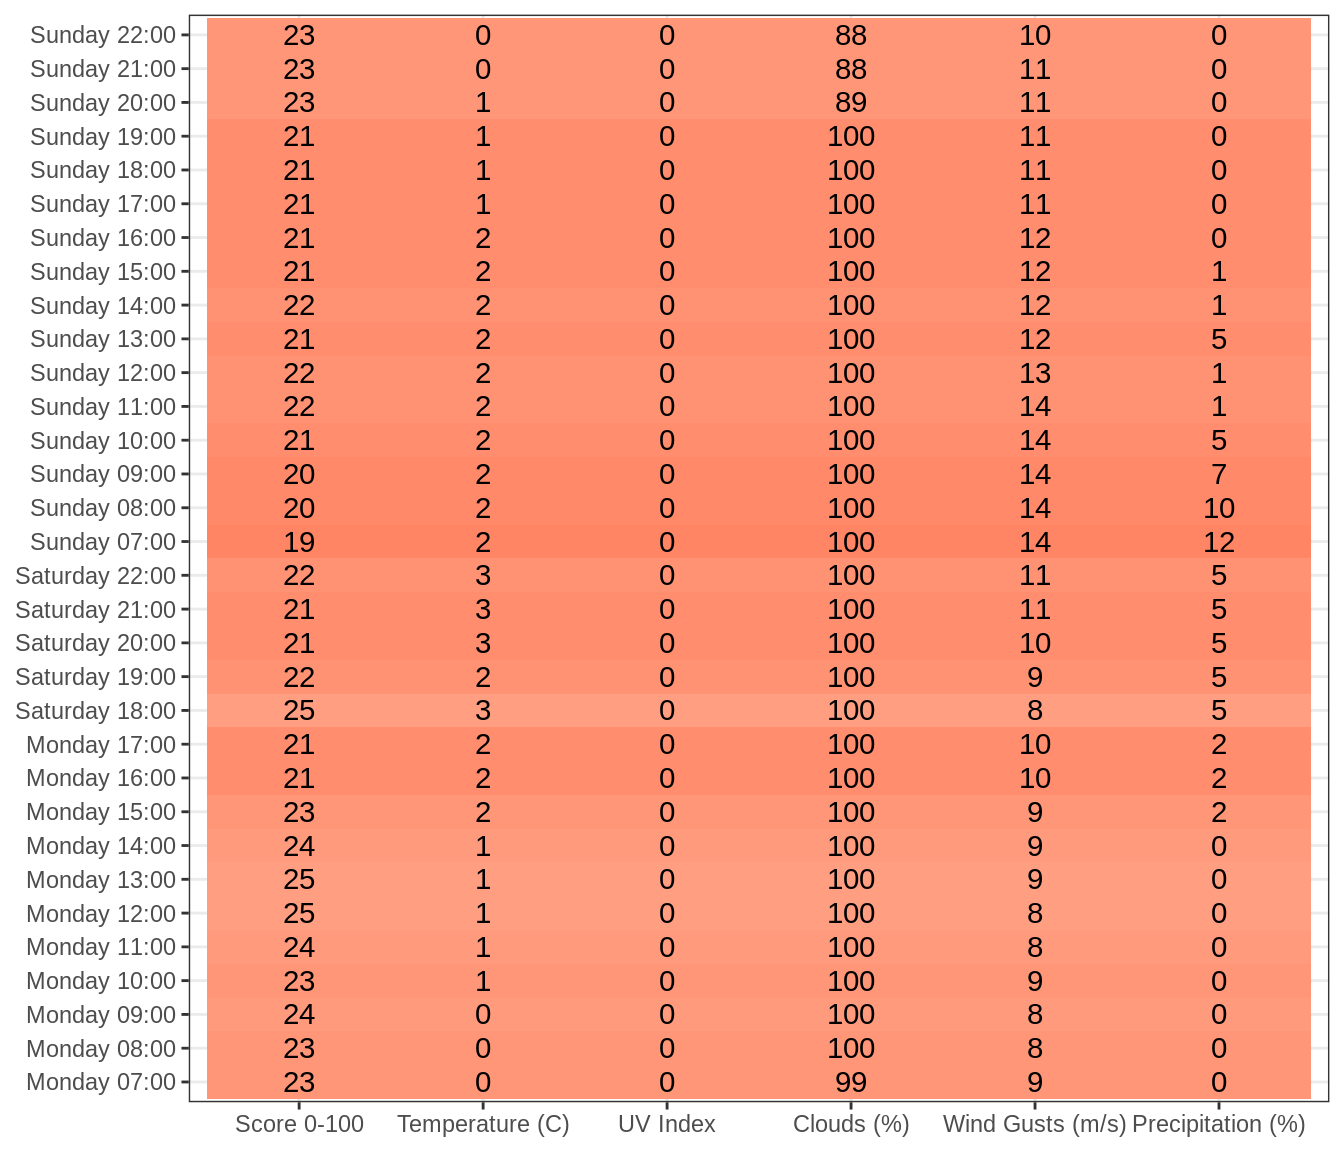 Sunday 22:00 23 0 0 88 10 0
Sunday 21:00 23 0 0 88 11 0
Sunday 20:00 23 1 0 89 11 0
Sunday 19:00 21 1 0 100 11 0
Sunday 18:00 21 1 0 100 11 0
Sunday 17:00 21 1 0 100 11 0
Sunday 16:00 21 2 0 100 12 0
Sunday 15:00 21 2 0 100 12 1
Sunday 14:00 22 2 0 100 12 1
Sunday 13:00 21 2 0 100 12 5
Sunday 12:00 22 2 0 100 13 1
Sunday 11:00 22 2 0 100 14 1
Sunday 10:00 21 2 0 100 14 5
Sunday 09:00 20 2 0 100 14 7
Sunday 08:00 20 2 0 100 14 10
Sunday 07:00 19 2 0 100 14 12
Saturday 22:00 22 3 0 100 11 5
Saturday 21:00 21 3 0 100 11 5
Saturday 20:00 21 3 0 100 10 5
Saturday 19:00 22 2 0 100 9 5
Saturday 18:00 25 3 0 100 8 5
Monday 17:00 21 2 0 100 10 2
Monday 16:00 21 2 0 100 10 2
Monday 15:00 23 2 0 100 9 2
Monday 14:00 24 1 0 100 9 0
Monday 13:00 25 1 0 100 9 0
Monday 12:00 25 1 0 100 8 0
Monday 11:00 24 1 0 100 8 0
Monday 10:00 23 1 0 100 9 0
Monday 09:00 24 0 0 100 8 0
Monday 08:00 23 0 0 100 8 0
Monday 07:00 23 0 0 99 9 0
Score 0-100 Temperature (C) UV Index Clouds (%) Wind Gusts (m/s) Precipitation (%)